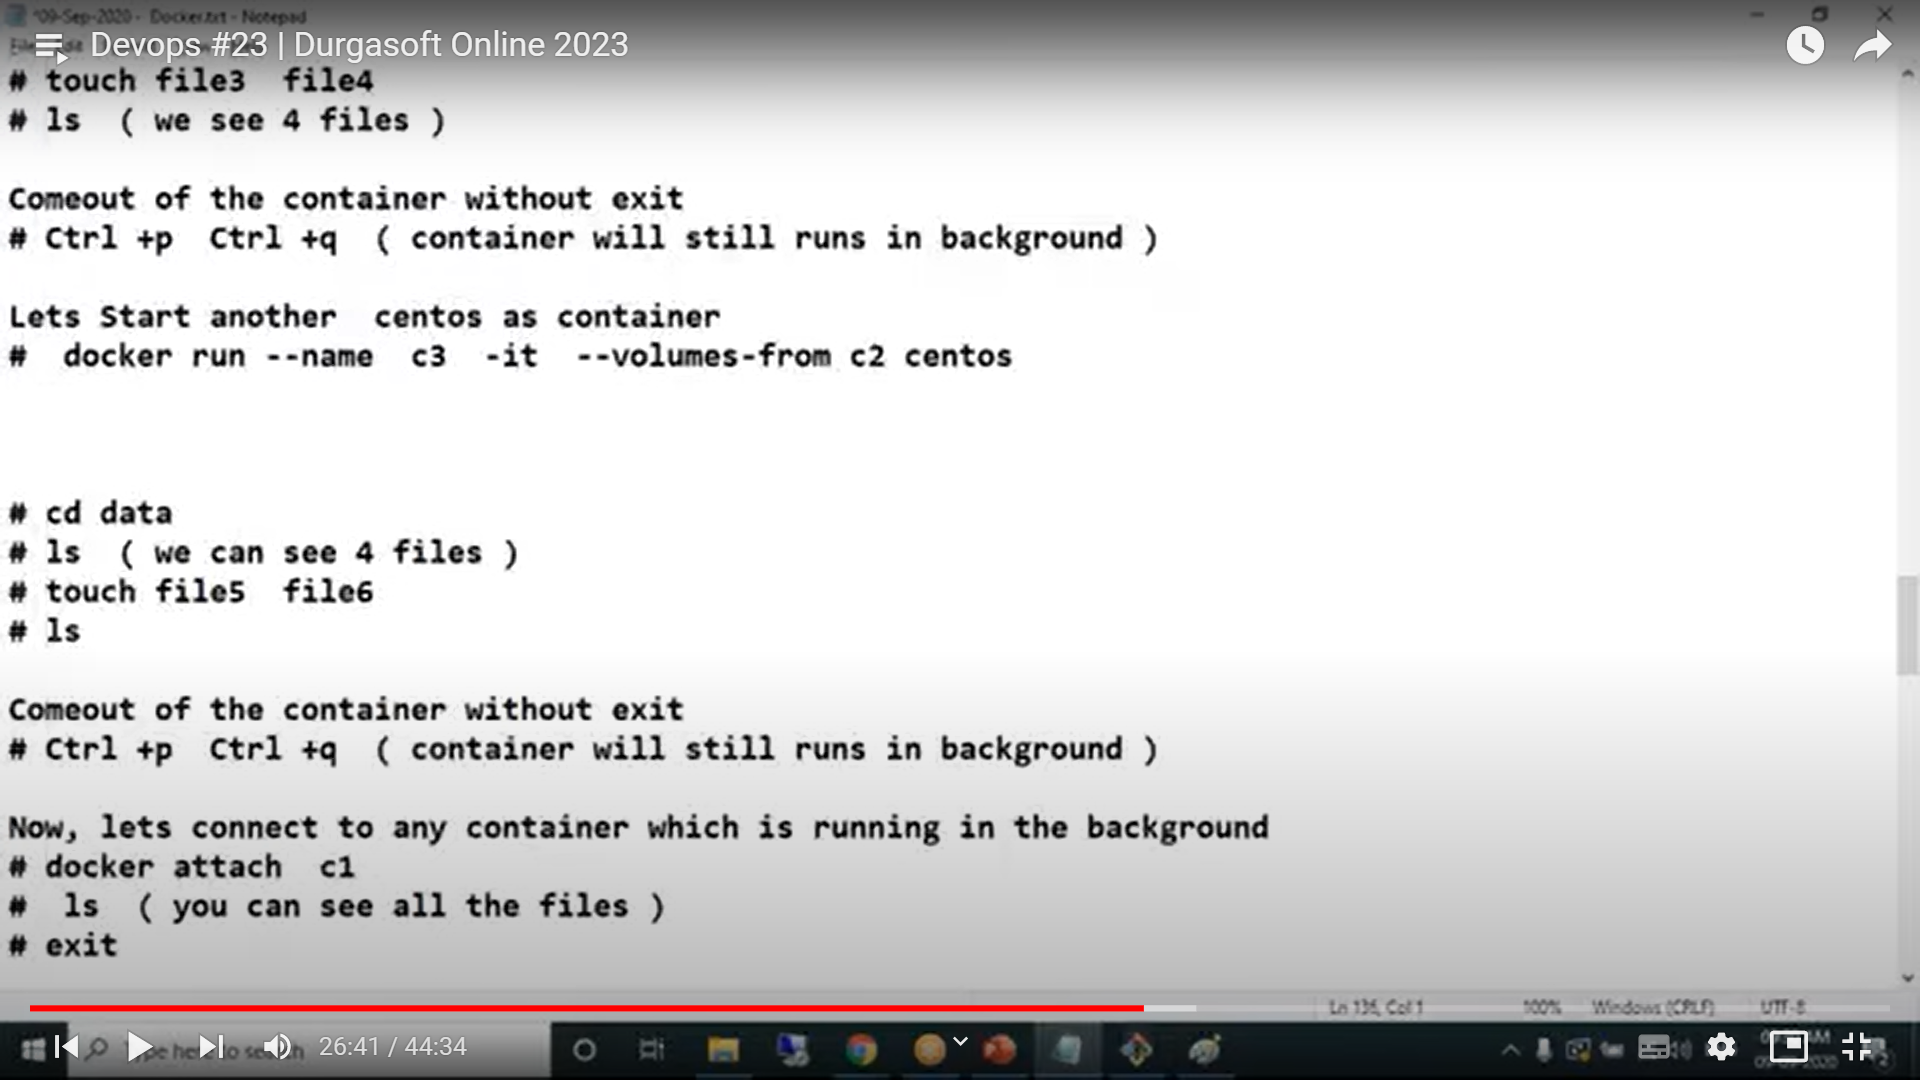 *09-Sep-2020 - Docker.txt - Notepad
Devops #23 | Durgasoft Online 2023
# touch file3  file4
# ls  ( we see 4 files )
Comeout of the container without exit
# Ctrl +p  Ctrl +q  ( container will still runs in background )
Lets Start another  centos as container
#  docker run --name  c3  -it  --volumes-from c2 centos
# cd data
# ls  ( we can see 4 files )
# touch file5  file6
# ls
Comeout of the container without exit
# Ctrl +p  Ctrl +q  ( container will still runs in background )
Now, lets connect to any container which is running in the background
# docker attach  c1
#  ls  ( you can see all the files )
# exit
Ln 136, Col 1  100%  Windows (CRLF)  UTF-8
26:41 / 44:34